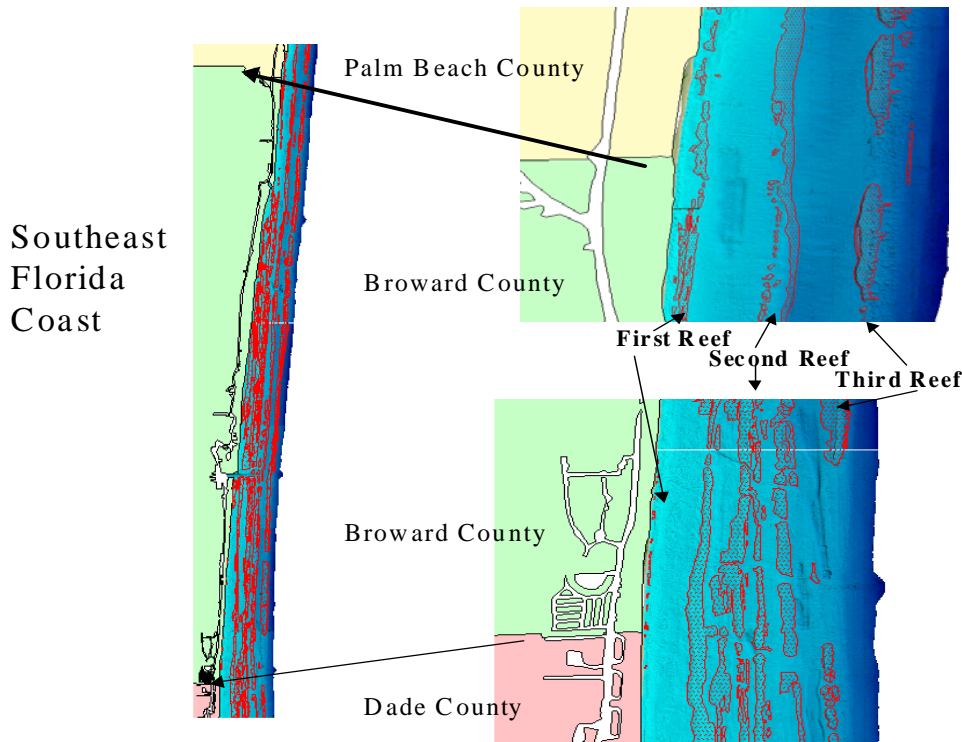 Palm Beach County
Southeast
Florida
Coast
Broward County
First Reef
Second Reef
Third Reef
Broward County
Dade County